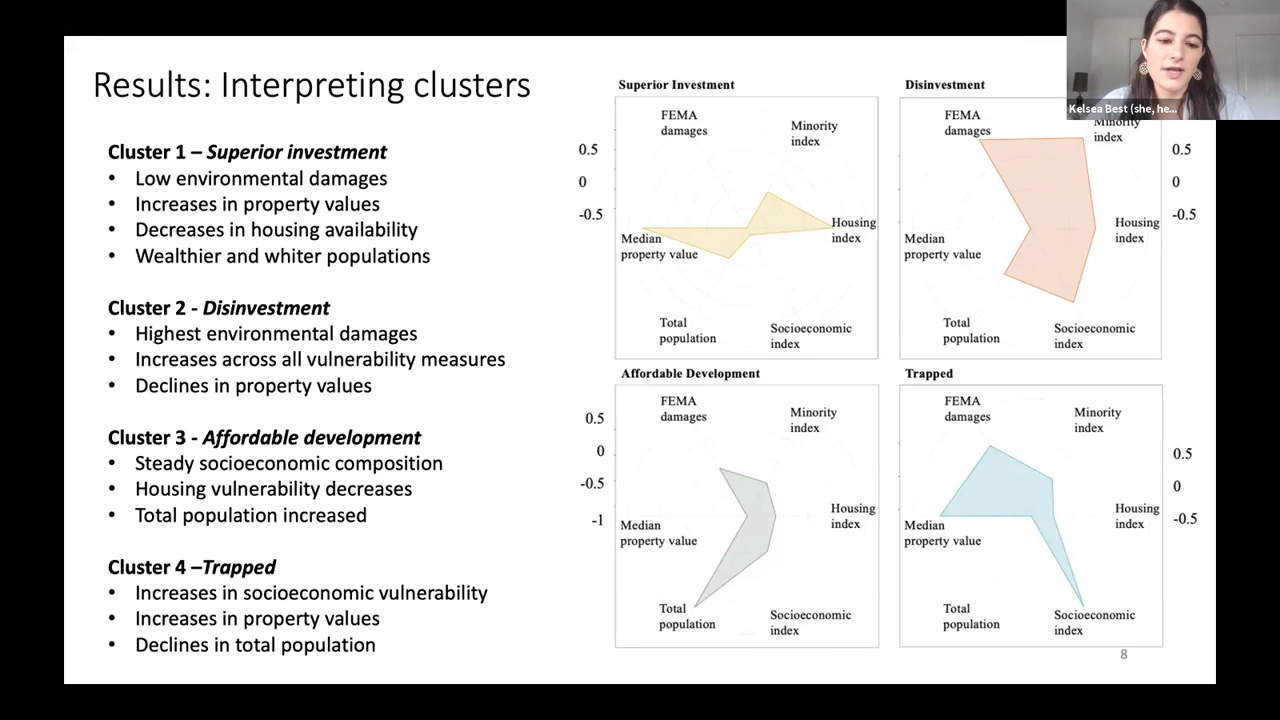 Results: Interpreting clusters
Cluster 1 – Superior investment
• Low environmental damages
• Increases in property values
• Decreases in housing availability
• Wealthier and whiter populations
Cluster 2 - Disinvestment
• Highest environmental damages
• Increases across all vulnerability measures
• Declines in property values
Cluster 3 - Affordable development
• Steady socioeconomic composition
• Housing vulnerability decreases
• Total population increased
Cluster 4 –Trapped
• Increases in socioeconomic vulnerability
• Increases in property values
• Declines in total population
Superior Investment
FEMA
damages
Minority
index
0.5
0
-0.5
Housing
index
Median
property value
Total
population
Socioeconomic
index
Disinvestment
FEMA
damages
Minority
index
0.5
0
-0.5
Housing
index
Median
property value
Total
population
Socioeconomic
index
Affordable Development
FEMA
damages
Minority
index
0.5
0
-0.5
-1
Housing
index
Median
property value
Total
population
Socioeconomic
index
Trapped
FEMA
damages
Minority
index
0.5
0
-0.5
Housing
index
Median
property value
Total
population
Socioeconomic
index
8
Kelsea Best (she, he...